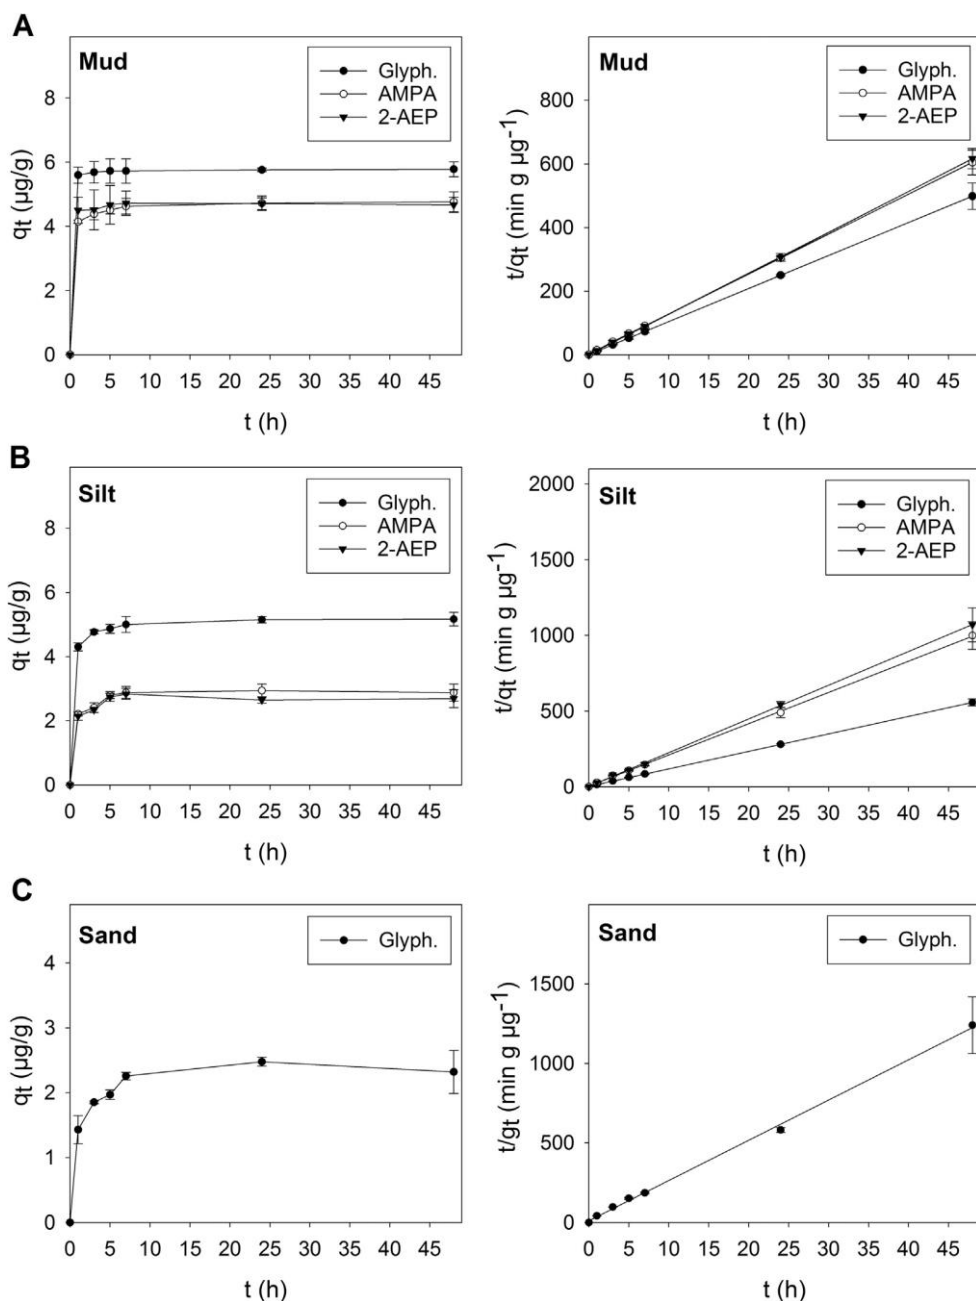 A
Mud
Glyph.
AMPA
2-AEP
qt (µg/g)
8
6
4
2
0
0 5 10 15 20 25 30 35 40 45
t (h)
Mud
Glyph.
AMPA
2-AEP
t/qt (min g µg-1)
800
600
400
200
0
0 5 10 15 20 25 30 35 40 45
t (h)
B
Silt
Glyph.
AMPA
2-AEP
qt (µg/g)
8
6
4
2
0
0 5 10 15 20 25 30 35 40 45
t (h)
Silt
Glyph.
AMPA
2-AEP
t/qt (min g µg-1)
2000
1500
1000
500
0
0 5 10 15 20 25 30 35 40 45
t (h)
C
Sand
Glyph.
qt (µg/g)
4
3
2
1
0
0 5 10 15 20 25 30 35 40 45
t (h)
Sand
Glyph.
t/gt (min g µg-1)
1500
1000
500
0
0 5 10 15 20 25 30 35 40 45
t (h)